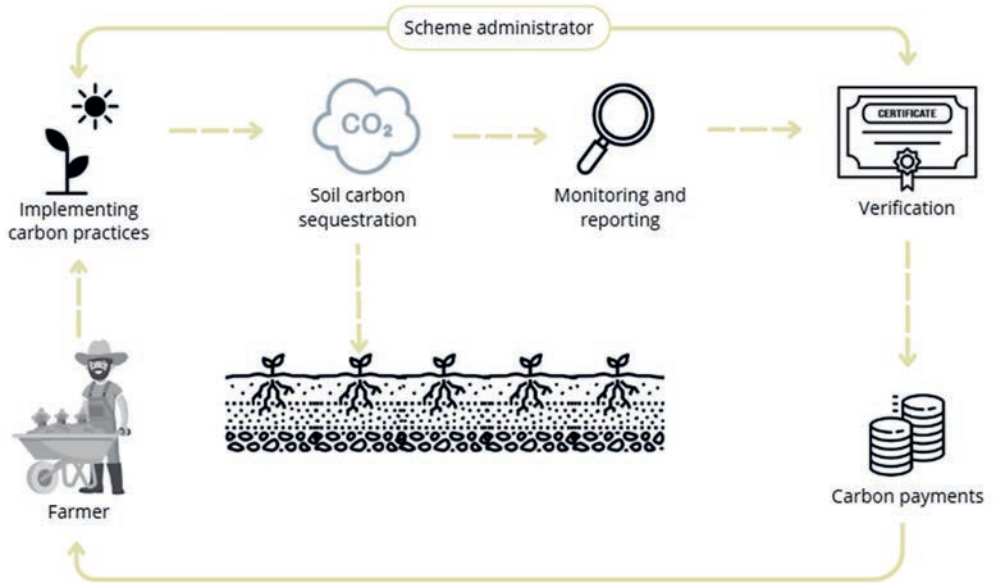 Scheme administrator
CO₂
CERTIFICATE
Implementing
carbon practices
Soil carbon
sequestration
Monitoring and
reporting
Verification
Farmer
Carbon payments